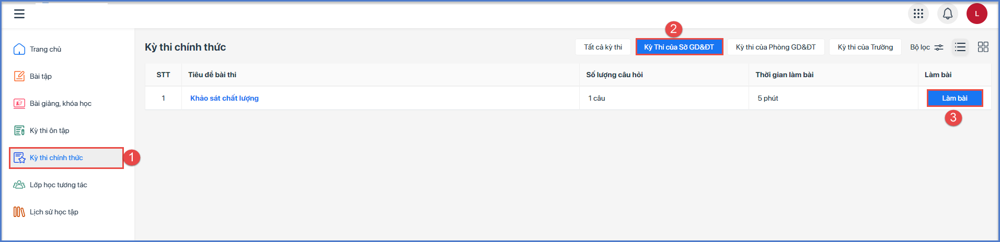 L
Trang chủ
Bài tập
Bài giảng, khóa học
Kỳ thi ôn tập
Kỳ thi chính thức
1
Lớp học tương tác
Lịch sử học tập
2
Kỳ thi chính thức
Tất cả kỳ thi
Kỳ Thi của Sở GD&ĐT
Kỳ thi của Phòng GD&ĐT
Kỳ thi của Trường
Bộ lọc
STT Tiêu đề bài thi Số lượng câu hỏi Thời gian làm bài Làm bài
1 Khảo sát chất lượng 1 câu 5 phút Làm bài
3